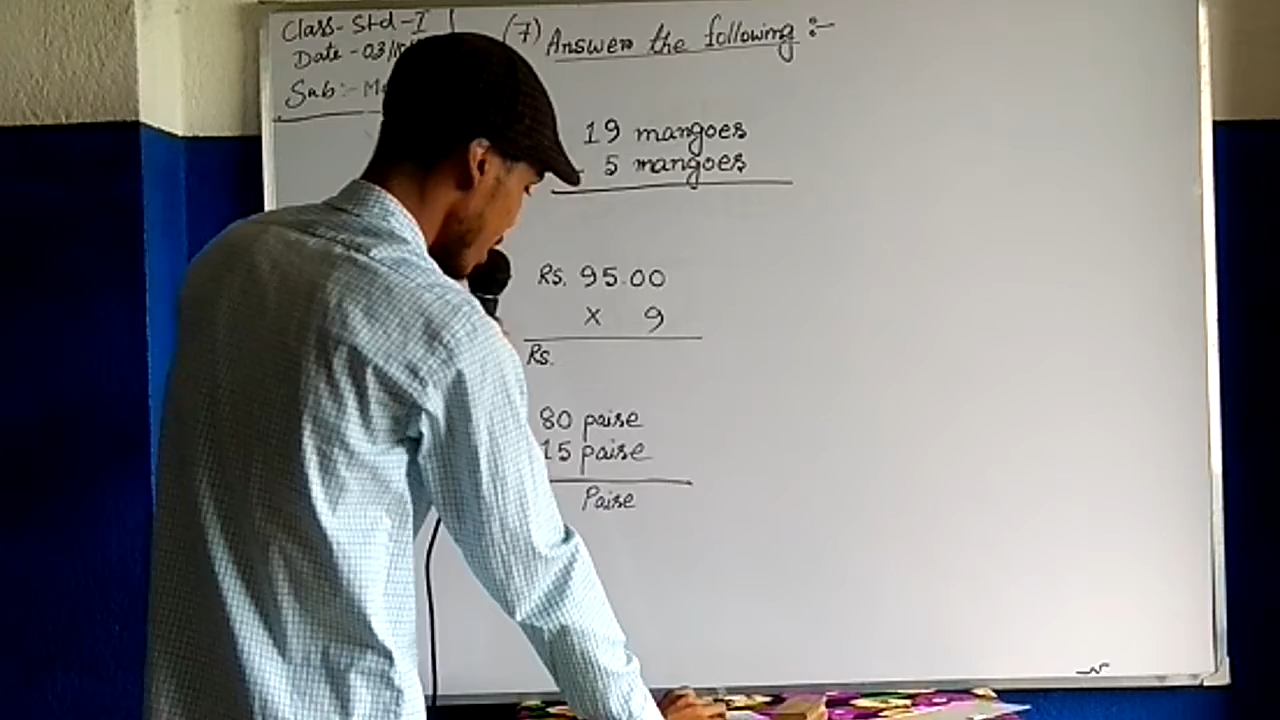 Class- Std-I
Date -03/
Sub:-
(7) Answer the following :-
19 mangoes
- 5 mangoes
Rs. 95.00
x 9
Rs.
80 paise
15 paise
Paise